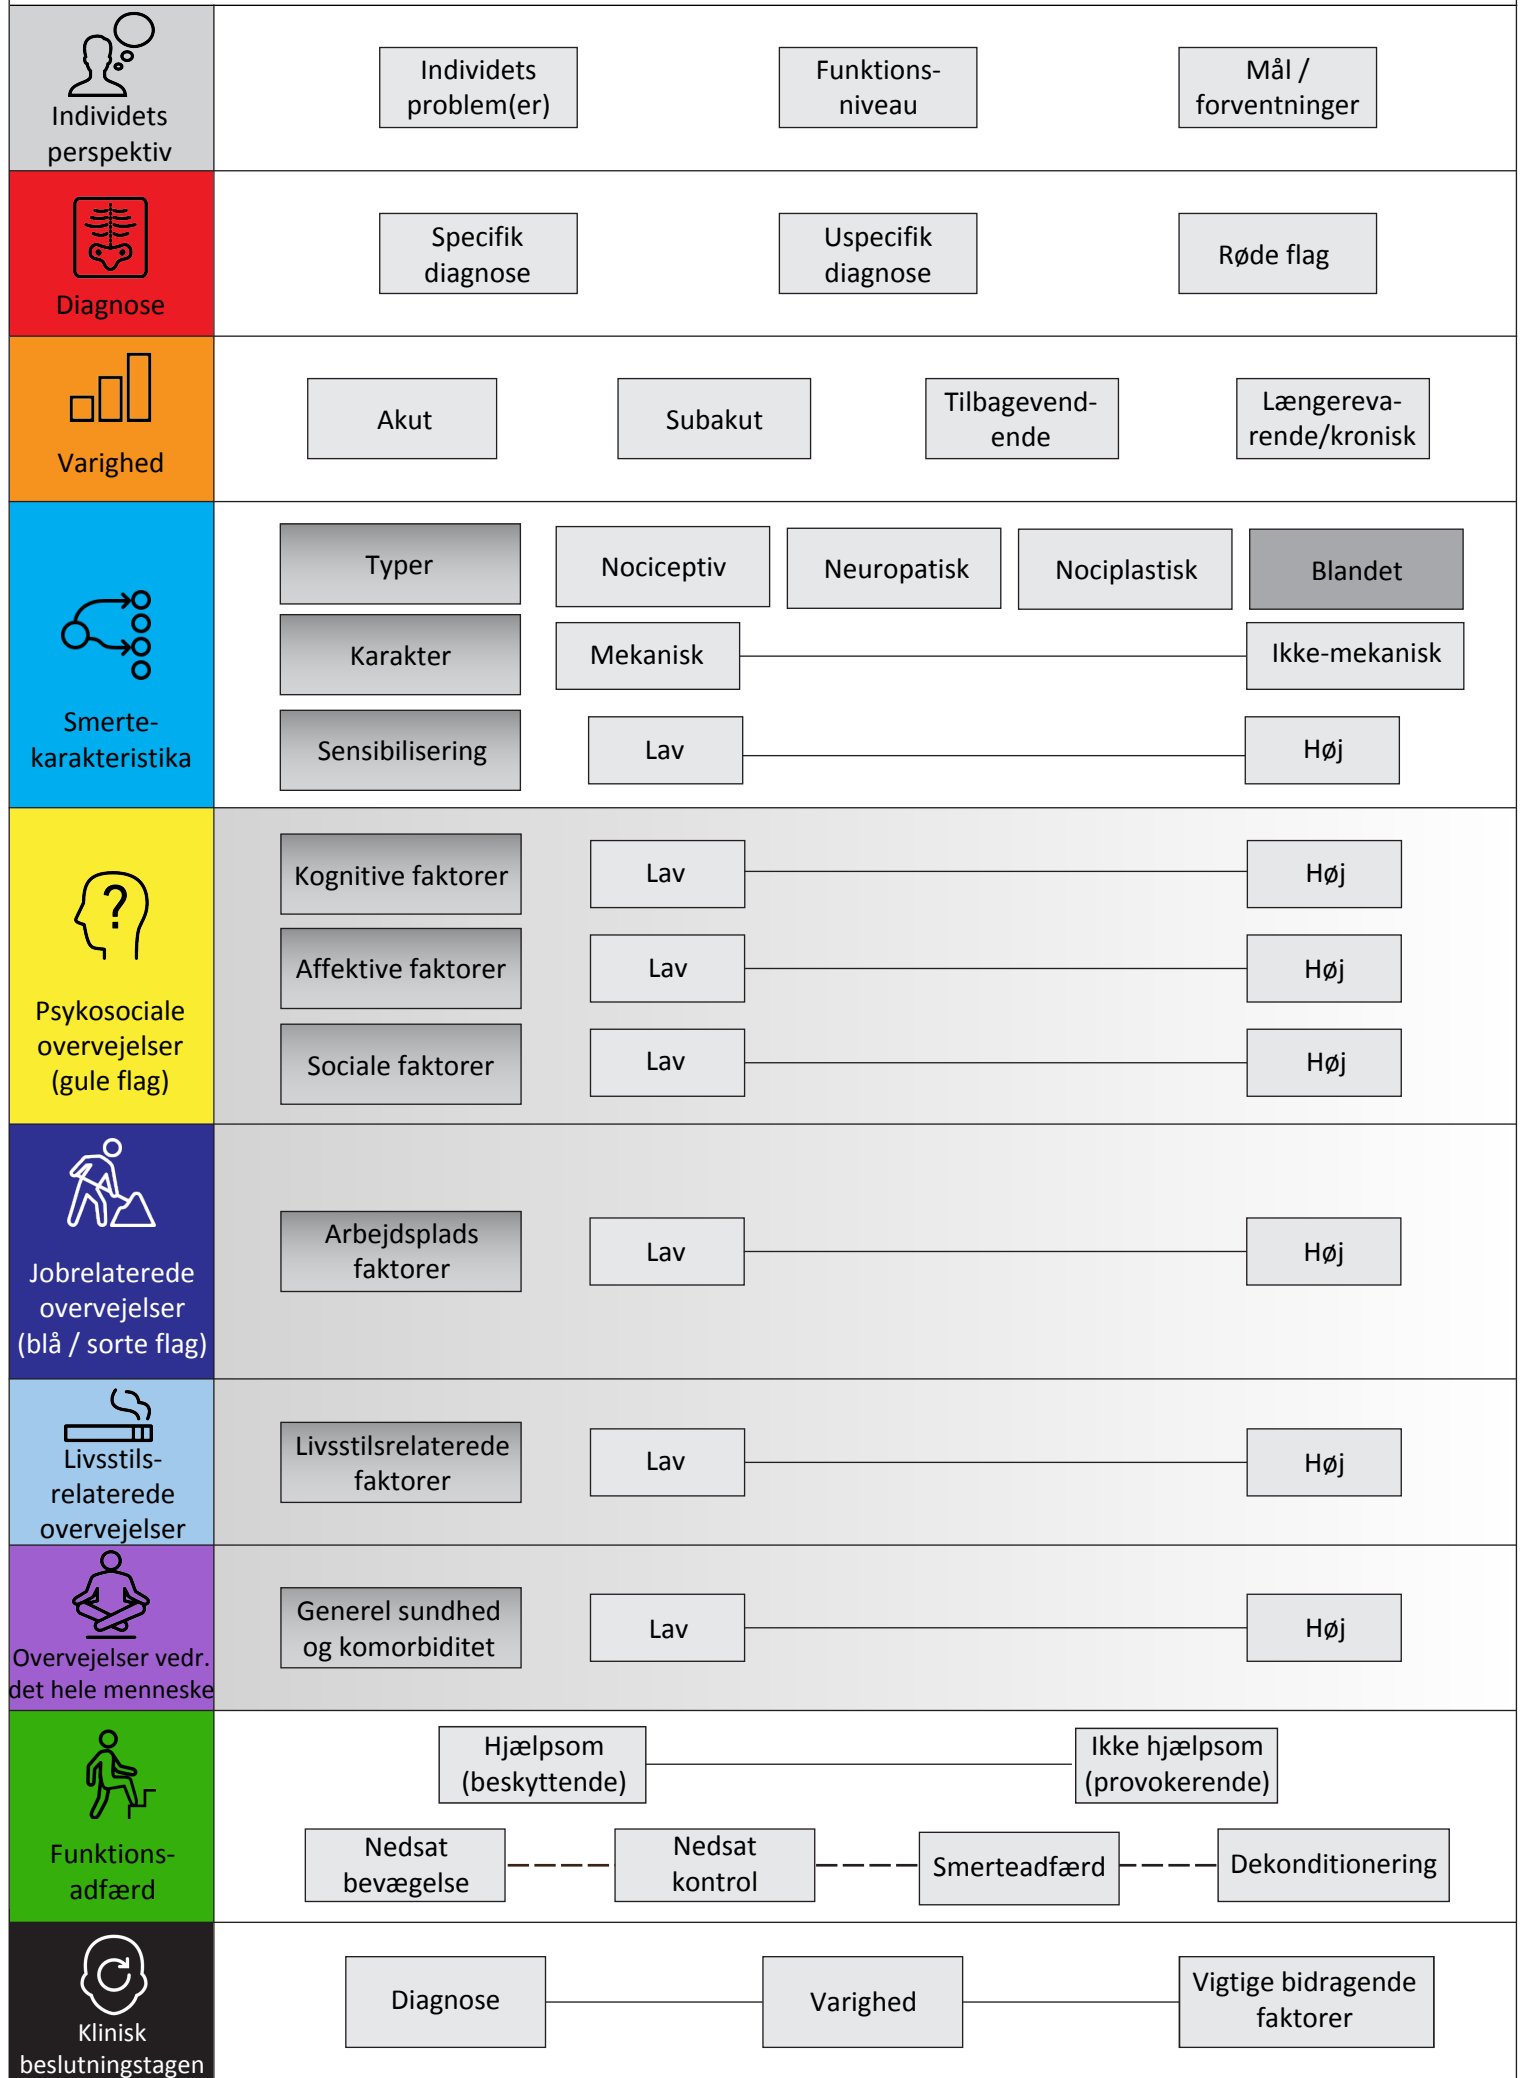 Individets
perspektiv
Individets
problem(er)
Funktions-
niveau
Mål /
forventninger
Diagnose
Specifik
diagnose
Uspecifik
diagnose
Røde flag
Varighed
Akut
Subakut
Tilbagevend-
ende
Længereva-
rende/kronisk
Smerte-
karakteristika
Typer
Nociceptiv
Neuropatisk
Nociplastisk
Blandet
Karakter
Mekanisk
Ikke-mekanisk
Sensibilisering
Lav
Høj
?
Psykosociale
overvejelser
(gule flag)
Kognitive faktorer
Lav
Høj
Affektive faktorer
Lav
Høj
Sociale faktorer
Lav
Høj
Jobrelaterede
overvejelser
(blå / sorte flag)
Arbejdsplads
faktorer
Lav
Høj
Livsstils-
relaterede
overvejelser
Livsstilsrelaterede
faktorer
Lav
Høj
Overvejelser vedr.
det hele menneske
Generel sundhed
og komorbiditet
Lav
Høj
Funktions-
adfærd
Hjælpsom
(beskyttende)
Ikke hjælpsom
(provokerende)
Nedsat
bevægelse
Nedsat
kontrol
Smerteadfærd
Dekonditionering
Klinisk
beslutningstagen
Diagnose
Varighed
Vigtige bidragende
faktorer